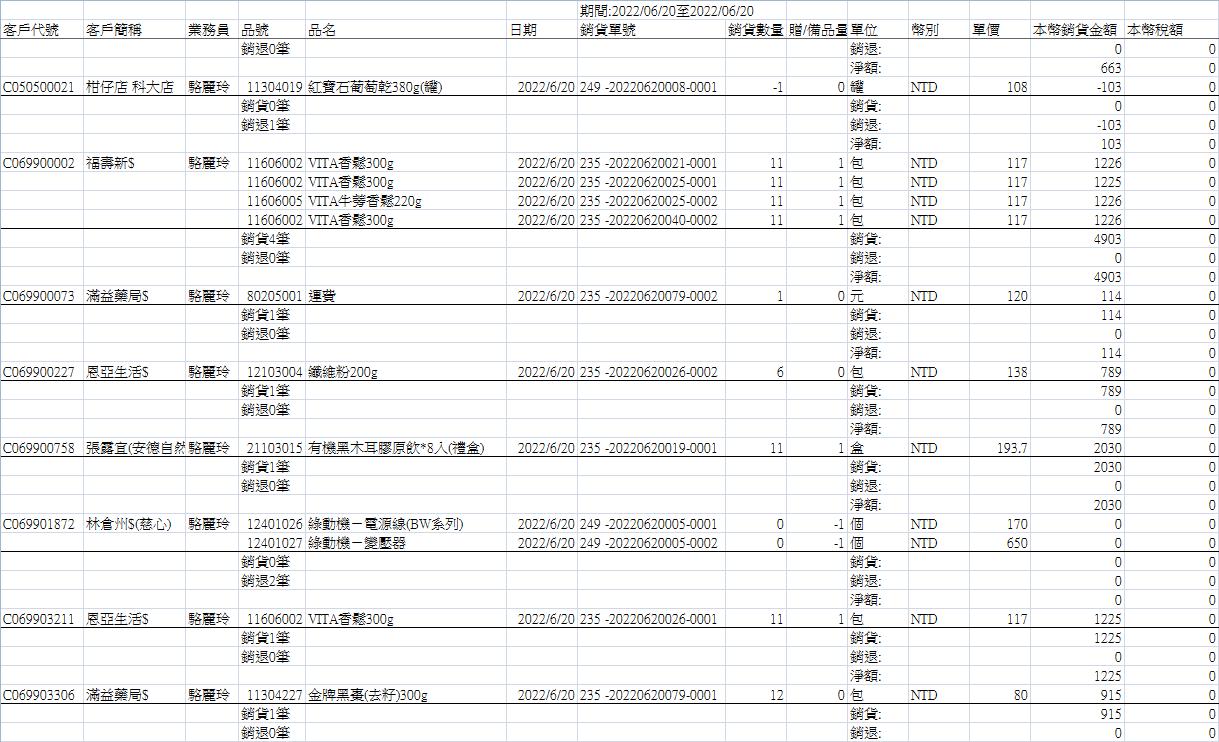 期間:2022/06/20至2022/06/20
客戶代號 客戶簡稱 業務員 品號 品名 日期 銷貨單號 銷貨數量 贈/備品量 單位 幣別 單價 本幣銷貨金額 本幣稅額
銷退0筆 銷退: 0 0
淨額: 663 0
C050500021 柑仔店 科大店 駱麗玲 11304019 紅寶石葡萄乾380g(罐) 2022/6/20 249 -20220620008-0001 -1 0 罐 NTD 108 -103 0
銷貨0筆 銷貨: 0 0
銷退1筆 銷退: -103 0
淨額: 103 0
C069900002 福壽新$ 駱麗玲 11606002 VITA香鬆300g 2022/6/20 235 -20220620021-0001 11 1 包 NTD 117 1226 0
11606002 VITA香鬆300g 2022/6/20 235 -20220620025-0001 11 1 包 NTD 117 1225 0
11606005 VITA牛蒡香鬆220g 2022/6/20 235 -20220620025-0002 11 1 包 NTD 117 1226 0
11606002 VITA香鬆300g 2022/6/20 235 -20220620040-0002 11 1 包 NTD 117 1226 0
銷貨4筆 銷貨: 4903 0
銷退0筆 銷退: 0 0
淨額: 4903 0
C069900073 滿益藥局$ 駱麗玲 80205001 運費 2022/6/20 235 -20220620079-0002 1 0 元 NTD 120 114 0
銷貨1筆 銷貨: 114 0
銷退0筆 銷退: 0 0
淨額: 114 0
C069900227 恩亞生活$ 駱麗玲 12103004 纖維粉200g 2022/6/20 235 -20220620026-0002 6 0 包 NTD 138 789 0
銷貨1筆 銷貨: 789 0
銷退0筆 銷退: 0 0
淨額: 789 0
C069900758 張露宜(安德自然 駱麗玲 21103015 有機黑木耳膠原飲*8入(禮盒) 2022/6/20 235 -20220620019-0001 11 1 盒 NTD 193.7 2030 0
銷貨1筆 銷貨: 2030 0
銷退0筆 銷退: 0 0
淨額: 2030 0
C069901872 林倉州$(慈心) 駱麗玲 12401026 綠動機－電源線(BW系列) 2022/6/20 249 -20220620005-0001 0 -1 個 NTD 170 0 0
12401027 綠動機－變壓器 2022/6/20 249 -20220620005-0002 0 -1 個 NTD 650 0 0
銷貨0筆 銷貨: 0 0
銷退2筆 銷退: 0 0
淨額: 0 0
C069903211 恩亞生活$ 駱麗玲 11606002 VITA香鬆300g 2022/6/20 235 -20220620026-0001 11 1 包 NTD 117 1225 0
銷貨1筆 銷貨: 1225 0
銷退0筆 銷退: 0 0
淨額: 1225 0
C069903306 滿益藥局$ 駱麗玲 11304227 金牌黑棗(去籽)300g 2022/6/20 235 -20220620079-0001 12 0 包 NTD 80 915 0
銷貨1筆 銷貨: 915 0
銷退0筆 銷退: 0 0